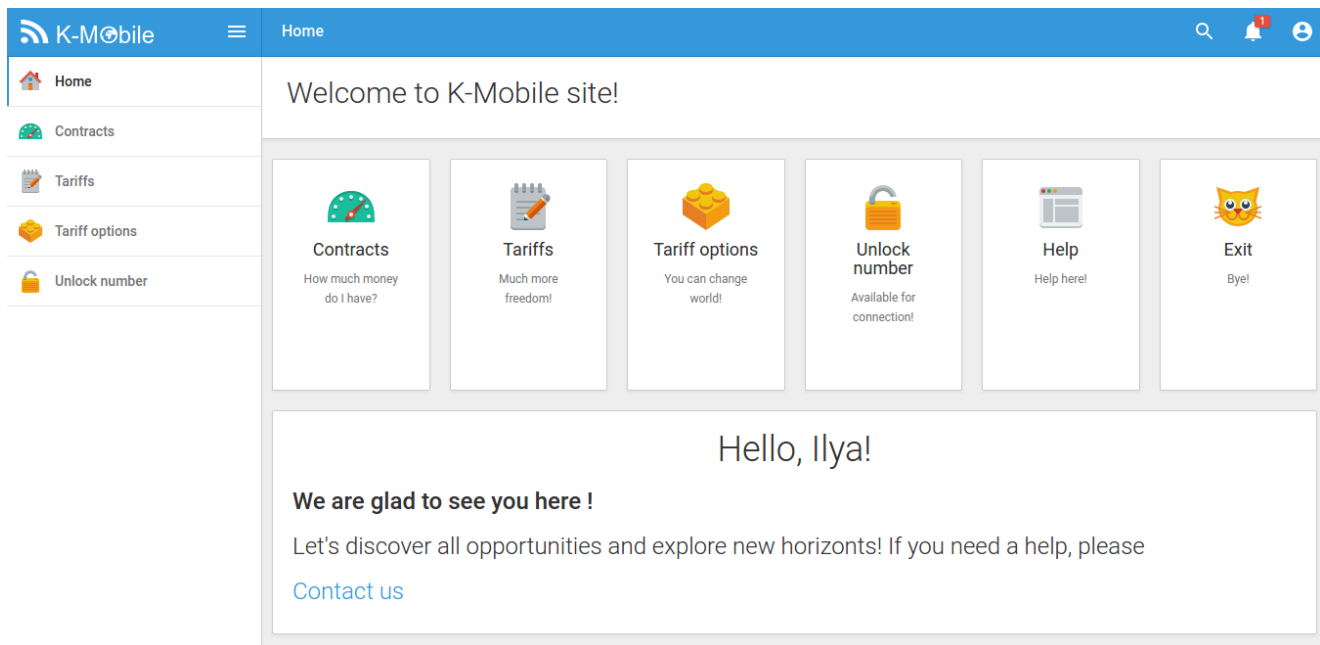 K-Mobile
Home
1
Home
Contracts
Tariffs
Tariff options
Unlock number
Welcome to K-Mobile site!
Contracts
How much money
do I have?
Tariffs
Much more
freedom!
Tariff options
You can change
world!
Unlock
number
Available for
connection!
Help
Help here!
Exit
Bye!
Hello, Ilya!
We are glad to see you here !
Let's discover all opportunities and explore new horizonts! If you need a help, please
Contact us